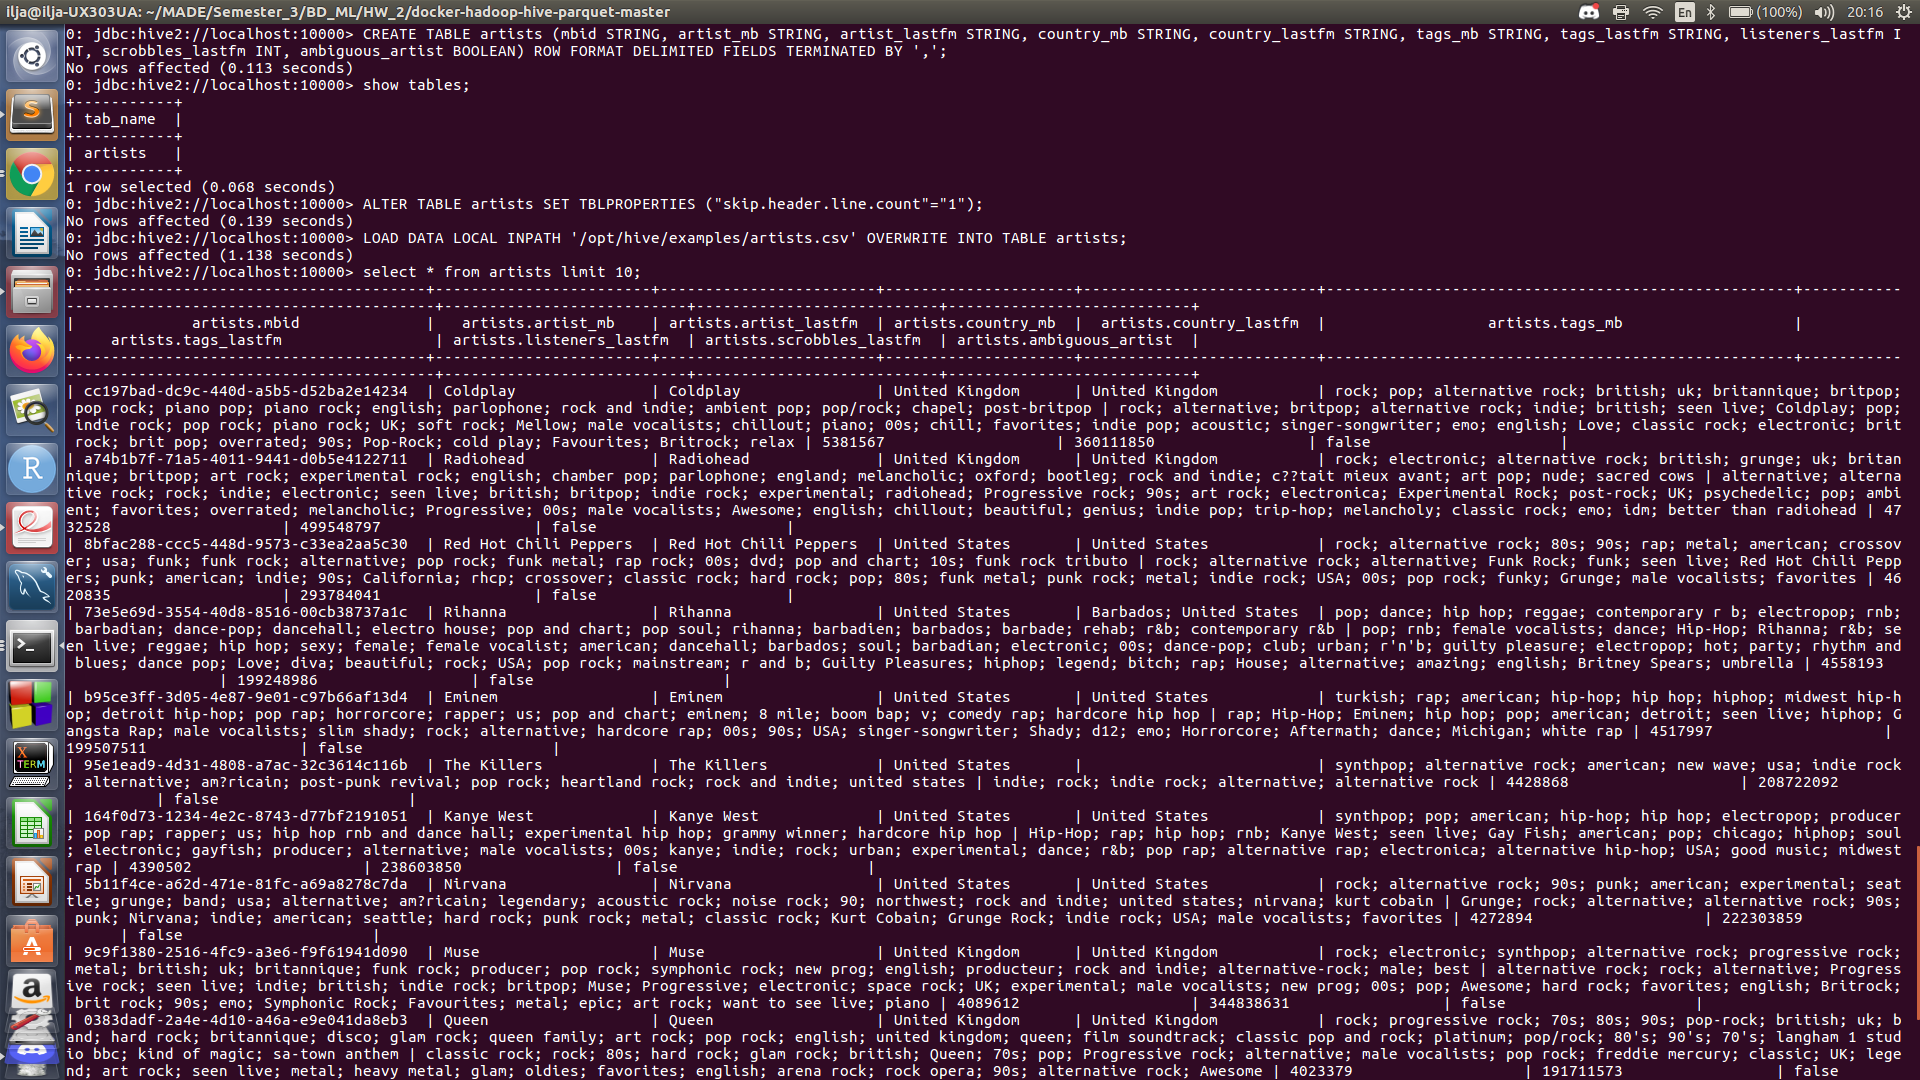 ilja@ilja-UX303UA: ~/MADE/Semester_3/BD_ML/HW_2/docker-hadoop-hive-parquet-master
En (100%) 20:16
0: jdbc:hive2://localhost:10000> CREATE TABLE artists (mbid STRING, artist_mb STRING, artist_lastfm STRING, country_mb STRING, country_lastfm STRING, tags_mb STRING, tags_lastfm STRING, listeners_lastfm I
NT, scrobbles_lastfm INT, ambiguous_artist BOOLEAN) ROW FORMAT DELIMITED FIELDS TERMINATED BY ',';
No rows affected (0.113 seconds)
0: jdbc:hive2://localhost:10000> show tables;
+-----------+
| tab_name |
+-----------+
| artists |
+-----------+
1 row selected (0.068 seconds)
0: jdbc:hive2://localhost:10000> ALTER TABLE artists SET TBLPROPERTIES ("skip.header.line.count"="1");
No rows affected (0.139 seconds)
0: jdbc:hive2://localhost:10000> LOAD DATA LOCAL INPATH '/opt/hive/examples/artists.csv' OVERWRITE INTO TABLE artists;
No rows affected (1.138 seconds)
0: jdbc:hive2://localhost:10000> select * from artists limit 10;
| artists.mbid | artists.artist_mb | artists.artist_lastfm | artists.country_mb | artists.country_lastfm | artists.tags_mb |
artists.tags_lastfm | artists.listeners_lastfm | artists.scrobbles_lastfm | artists.ambiguous_artist |
| cc197bad-dc9c-440d-a5b5-d52ba2e14234 | Coldplay | Coldplay | United Kingdom | United Kingdom | rock; pop; alternative rock; british; uk; britannique; britpop;
pop rock; piano pop; piano rock; english; parlophone; rock and indie; ambient pop; pop/rock; chapel; post-britpop | rock; alternative; britpop; alternative rock; indie; british; seen live; Coldplay; pop;
indie rock; pop rock; piano rock; UK; soft rock; Mellow; male vocalists; chillout; piano; 00s; chill; favorites; indie pop; acoustic; singer-songwriter; emo; english; Love; classic rock; electronic; brit
rock; brit pop; overrated; 90s; Pop-Rock; cold play; Favourites; Britrock; relax | 5381567 | 360111850 | false |
| a74b1b7f-71a5-4011-9441-d0b5e4122711 | Radiohead | Radiohead | United Kingdom | United Kingdom | rock; electronic; alternative rock; british; grunge; uk; britan
nique; britpop; art rock; experimental rock; english; chamber pop; parlophone; england; melancholic; oxford; bootleg; rock and indie; c??tait mieux avant; art pop; nude; sacred cows | alternative; alterna
tive rock; rock; indie; electronic; seen live; british; britpop; indie rock; experimental; radiohead; Progressive rock; 90s; art rock; electronica; Experimental Rock; post-rock; UK; psychedelic; pop; ambi
ent; favorites; overrated; melancholic; Progressive; 00s; male vocalists; Awesome; english; chillout; beautiful; genius; indie pop; trip-hop; melancholy; classic rock; emo; idm; better than radiohead | 47
32528 | 499548797 | false |
| 8bfac288-ccc5-448d-9573-c33ea2aa5c30 | Red Hot Chili Peppers | Red Hot Chili Peppers | United States | United States | rock; alternative rock; 80s; 90s; rap; metal; american; crossov
er; usa; funk; funk rock; alternative; pop rock; funk metal; rap rock; 00s; dvd; pop and chart; 10s; funk rock tributo | rock; alternative rock; alternative; Funk Rock; funk; seen live; Red Hot Chili Pepp
ers; punk; american; indie; 90s; California; rhcp; crossover; classic rock; hard rock; pop; 80s; funk metal; punk rock; metal; indie rock; USA; 00s; pop rock; funky; Grunge; male vocalists; favorites | 46
20835 | 293784041 | false |
| 73e5e69d-3554-40d8-8516-00cb38737a1c | Rihanna | Rihanna | United States | Barbados; United States | pop; dance; hip hop; reggae; contemporary r b; electropop; rnb;
barbadian; dance-pop; dancehall; electro house; pop and chart; pop soul; rihanna; barbadien; barbados; barbade; rehab; r&b; contemporary r&b | pop; rnb; female vocalists; dance; Hip-Hop; Rihanna; r&b; se
en live; reggae; hip hop; sexy; female; female vocalist; american; dancehall; barbados; soul; barbadian; electronic; 00s; dance-pop; club; urban; r'n'b; guilty pleasure; electropop; hot; party; rhythm and
blues; dance pop; Love; diva; beautiful; rock; USA; pop rock; mainstream; r and b; Guilty Pleasures; hiphop; legend; bitch; rap; House; alternative; amazing; english; Britney Spears; umbrella | 4558193
| 199248986 | false |
| b95ce3ff-3d05-4e87-9e01-c97b66af13d4 | Eminem | Eminem | United States | United States | turkish; rap; american; hip-hop; hip hop; hiphop; midwest hip-h
op; detroit hip-hop; pop rap; horrorcore; rapper; us; pop and chart; eminem; 8 mile; boom bap; v; comedy rap; hardcore hip hop | rap; Hip-Hop; Eminem; hip hop; pop; american; detroit; seen live; hiphop; G
angsta Rap; male vocalists; slim shady; rock; alternative; hardcore rap; 00s; 90s; USA; singer-songwriter; Shady; d12; emo; Horrorcore; Aftermath; dance; Michigan; white rap | 4517997 |
199507511 | false |
| 95e1ead9-4d31-4808-a7ac-32c3614c116b | The Killers | The Killers | United States | | synthpop; alternative rock; american; new wave; usa; indie rock
; alternative; am?ricain; post-punk revival; pop rock; heartland rock; rock and indie; united states | indie; rock; indie rock; alternative; alternative rock | 4428868 | 208722092
| false |
| 164f0d73-1234-4e2c-8743-d77bf2191051 | Kanye West | Kanye West | United States | United States | synthpop; pop; american; hip-hop; hip hop; electropop; producer
; pop rap; rapper; us; hip hop rnb and dance hall; experimental hip hop; grammy winner; hardcore hip hop | Hip-Hop; rap; hip hop; rnb; Kanye West; seen live; Gay Fish; american; pop; chicago; hiphop; soul
; electronic; gayfish; producer; alternative; male vocalists; 00s; kanye; indie; rock; urban; experimental; dance; r&b; pop rap; alternative rap; electronica; alternative hip-hop; USA; good music; midwest
rap | 4390502 | 238603850 | false |
| 5b11f4ce-a62d-471e-81fc-a69a8278c7da | Nirvana | Nirvana | United States | United States | rock; alternative rock; 90s; punk; american; experimental; seat
tle; grunge; band; usa; alternative; am?ricain; legendary; acoustic rock; noise rock; 90; northwest; rock and indie; united states; nirvana; kurt cobain | Grunge; rock; alternative; alternative rock; 90s;
punk; Nirvana; indie; american; seattle; hard rock; punk rock; metal; classic rock; Kurt Cobain; Grunge Rock; indie rock; USA; male vocalists; favorites | 4272894 | 222303859
| false |
| 9c9f1380-2516-4fc9-a3e6-f9f61941d090 | Muse | Muse | United Kingdom | United Kingdom | rock; electronic; synthpop; alternative rock; progressive rock;
metal; british; uk; britannique; funk rock; producer; pop rock; symphonic rock; new prog; english; producteur; rock and indie; alternative-rock; male; best | alternative rock; rock; alternative; Progress
ive rock; seen live; indie; british; indie rock; britpop; Muse; Progressive; electronic; space rock; UK; experimental; male vocalists; new prog; 00s; pop; Awesome; hard rock; favorites; english; Britrock;
brit rock; 90s; emo; Symphonic Rock; Favourites; metal; epic; art rock; want to see live; piano | 4089612 | 344838631 | false |
| 0383dadf-2a4e-4d10-a46a-e9e041da8eb3 | Queen | Queen | United Kingdom | United Kingdom | rock; progressive rock; 70s; 80s; 90s; pop-rock; british; uk; b
and; hard rock; britannique; disco; glam rock; queen family; art rock; pop rock; english; united kingdom; queen; film soundtrack; classic pop and rock; platinum; pop/rock; 80's; 90's; 70's; langham 1 stud
io bbc; kind of magic; sa-town anthem | classic rock; rock; 80s; hard rock; glam rock; british; Queen; 70s; pop; Progressive rock; alternative; male vocalists; pop rock; freddie mercury; classic; UK; lege
nd; art rock; seen live; metal; heavy metal; glam; oldies; favorites; english; arena rock; rock opera; 90s; alternative rock; Awesome | 4023379 | 191711573 | false